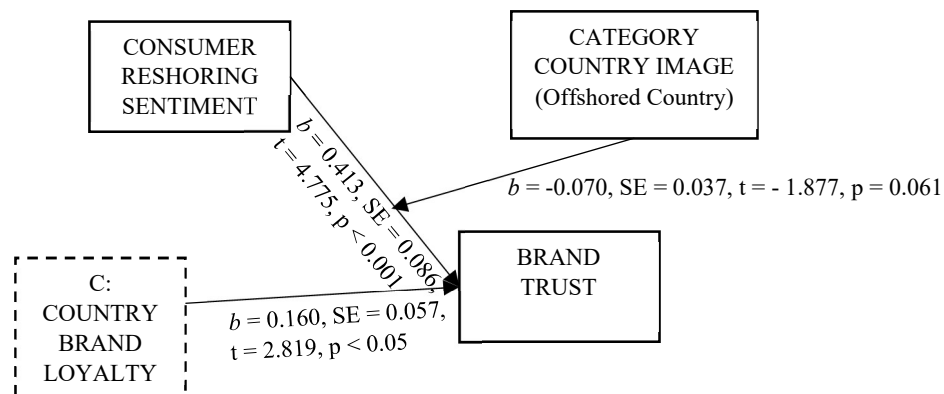 CONSUMER
RESHORING
SENTIMENT
CATEGORY
COUNTRY IMAGE
(Offshored Country)
b = 0.413, SE = 0.086,
t = 4.775, p < 0.001
b = -0.070, SE = 0.037, t = - 1.877, p = 0.061
BRAND
TRUST
C:
COUNTRY
BRAND
LOYALTY
b = 0.160, SE = 0.057,
t = 2.819, p < 0.05